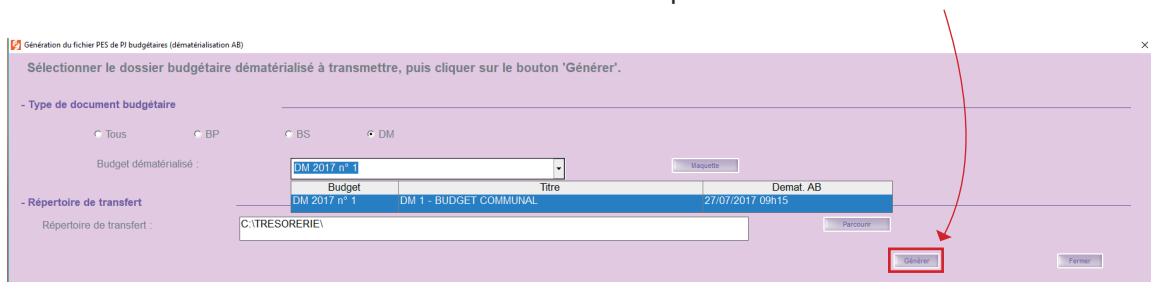 Génération du fichier PES de PJ budgétaires (dématérialisation AB)
Sélectionner le dossier budgétaire dématérialisé à transmettre, puis cliquer sur le bouton 'Générer'.
- Type de document budgétaire
Tous BP BS DM
Budget dématérialisé : DM 2017 n° 1 Maquette
Budget Titre Demat. AB
DM 2017 n° 1 DM 1 - BUDGET COMMUNAL 27/07/2017 09h15
- Répertoire de transfert
Répertoire de transfert : C:\TRESORERIE\ Parcourir
Générer Fermer